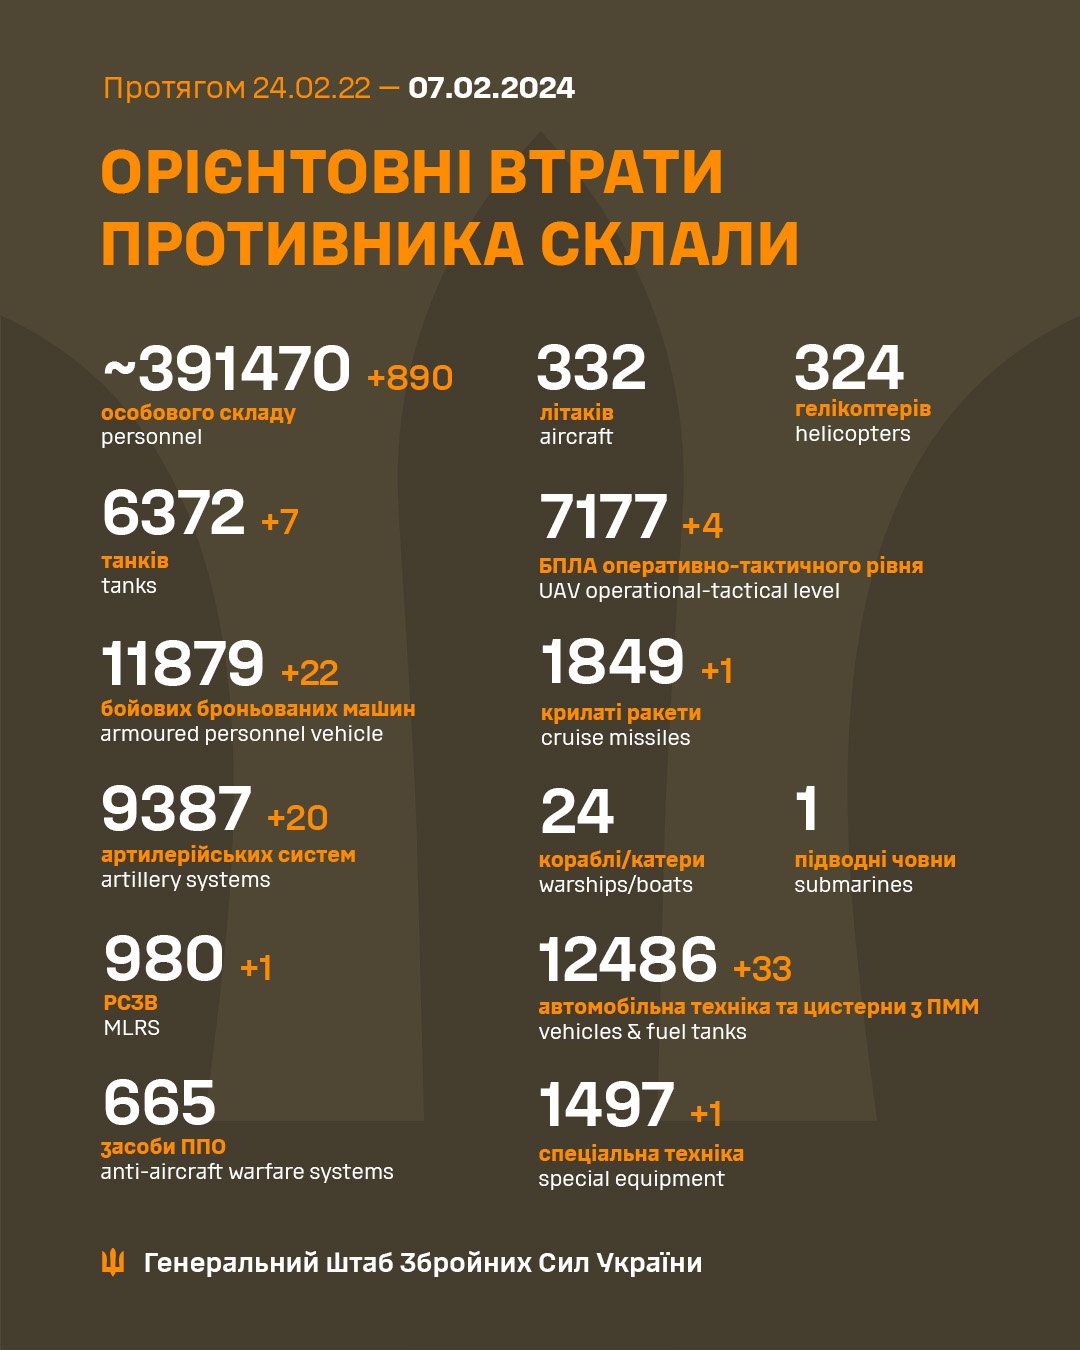 Протягом 24.02.22 — 07.02.2024
ОРІЄНТОВНІ ВТРАТИ
ПРОТИВНИКА СКЛАЛИ
~391470 +890
особового складу
personnel
332
літаків
aircraft
324
гелікоптерів
helicopters
6372 +7
танків
tanks
7177 +4
БПЛА оперативно-тактичного рівня
UAV operational-tactical level
11879 +22
бойових броньованих машин
armoured personnel vehicle
1849 +1
крилаті ракети
cruise missiles
9387 +20
артилерійських систем
artillery systems
24
кораблі/катери
warships/boats
1
підводні човни
submarines
980 +1
РСЗВ
MLRS
12486 +33
автомобільна техніка та цистерни з ПММ
vehicles & fuel tanks
665
засоби ППО
anti-aircraft warfare systems
1497 +1
спеціальна техніка
special equipment
Генеральний штаб Збройних Сил України